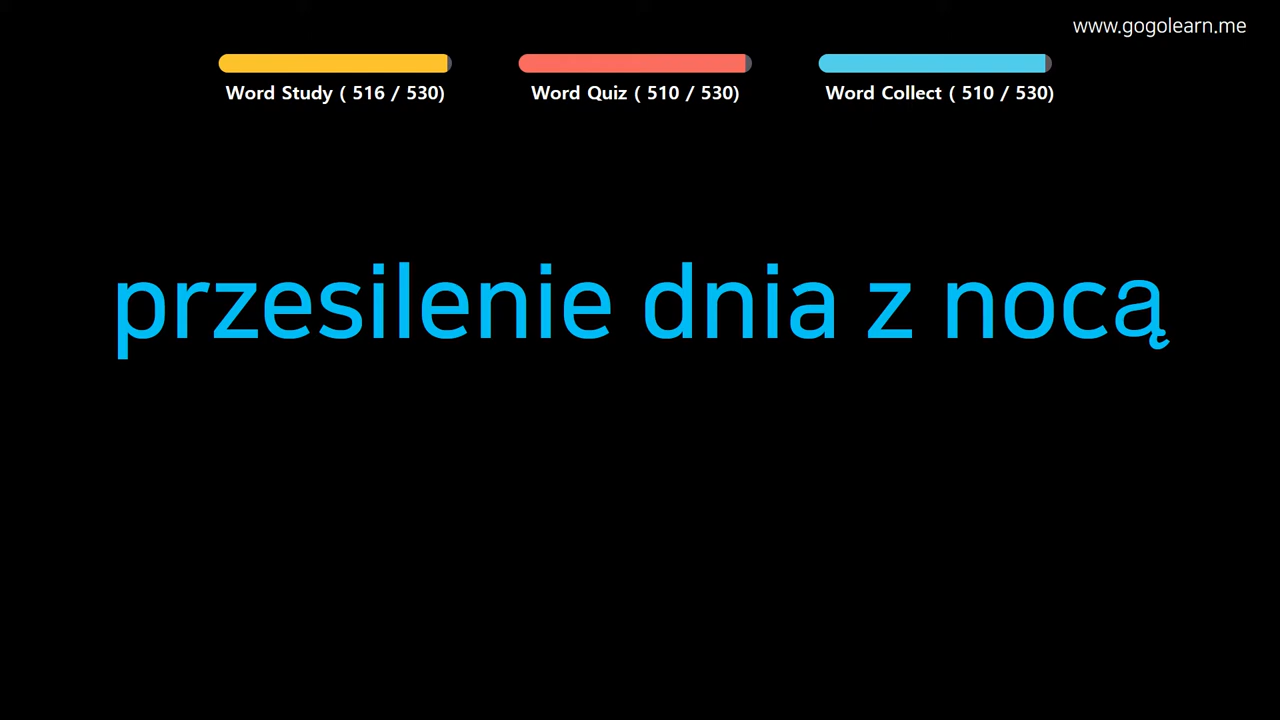 www.gogolearn.me
Word Study ( 516 / 530)
Word Quiz ( 510 / 530)
Word Collect ( 510 / 530)
przesilenie dnia z nocą